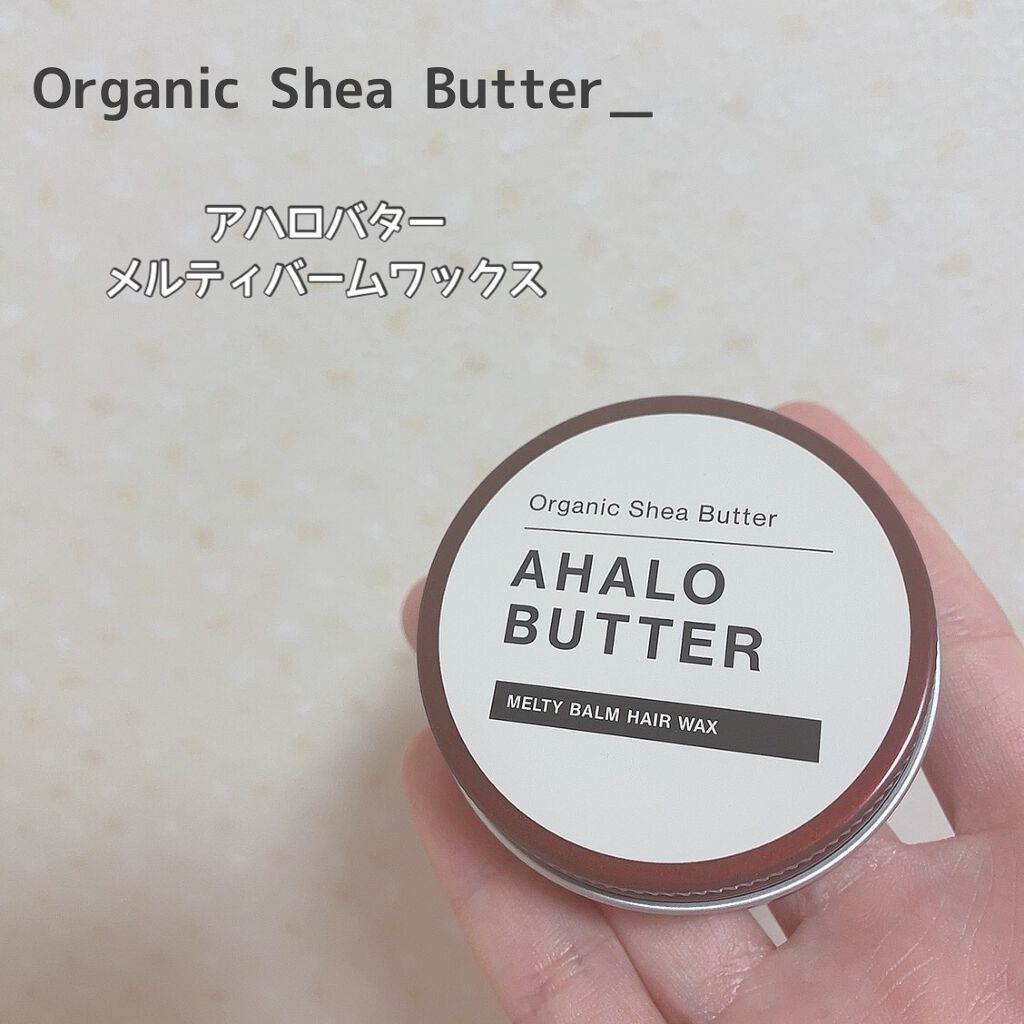 Organic Shea Butter_
アハロバター
メルティバームワックス
Organic Shea Butter
AHALO
BUTTER
MELTY BALM HAIR WAX